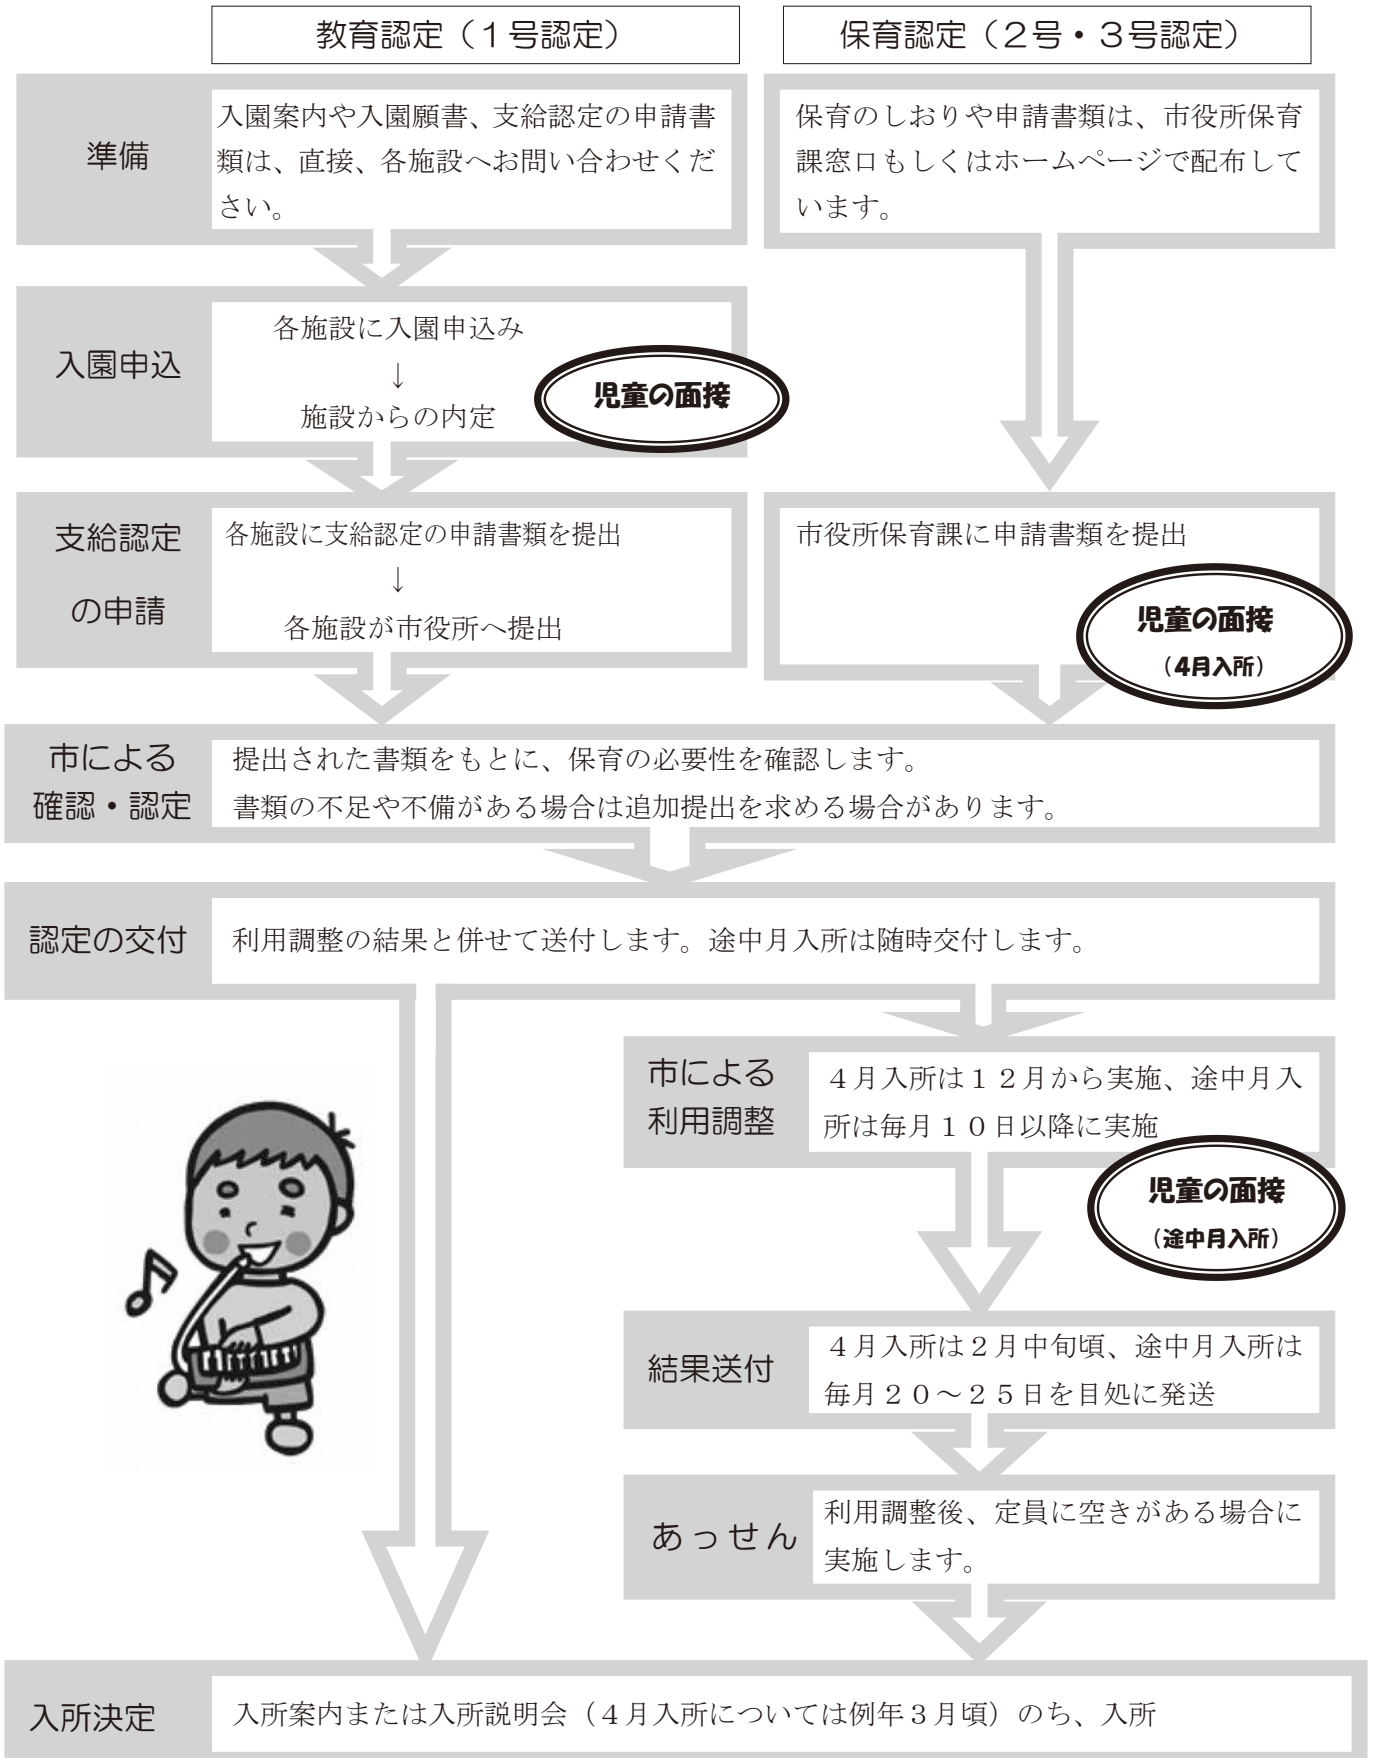 教育認定（１号認定）
保育認定（２号・３号認定）
準備
入園案内や入園願書、支給認定の申請書
類は、直接、各施設へお問い合わせくだ
さい。
保育のしおりや申請書類は、市役所保育
課窓口もしくはホームページで配布して
います。
入園申込
各施設に入園申込み
↓
施設からの内定
児童の面接
支給認定
の申請
各施設に支給認定の申請書類を提出
↓
各施設が市役所へ提出
市役所保育課に申請書類を提出
児童の面接
（4月入所）
市による
確認・認定
提出された書類をもとに、保育の必要性を確認します。
書類の不足や不備がある場合は追加提出を求める場合があります。
認定の交付
利用調整の結果と併せて送付します。途中月入所は随時交付します。
市による
利用調整
４月入所は１２月から実施、途中月入
所は毎月１０日以降に実施
児童の面接
（途中月入所）
結果送付
４月入所は２月中旬頃、途中月入所は
毎月２０～２５日を目処に発送
あっせん
利用調整後、定員に空きがある場合に
実施します。
入所決定
入所案内または入所説明会（４月入所については例年３月頃）のち、入所